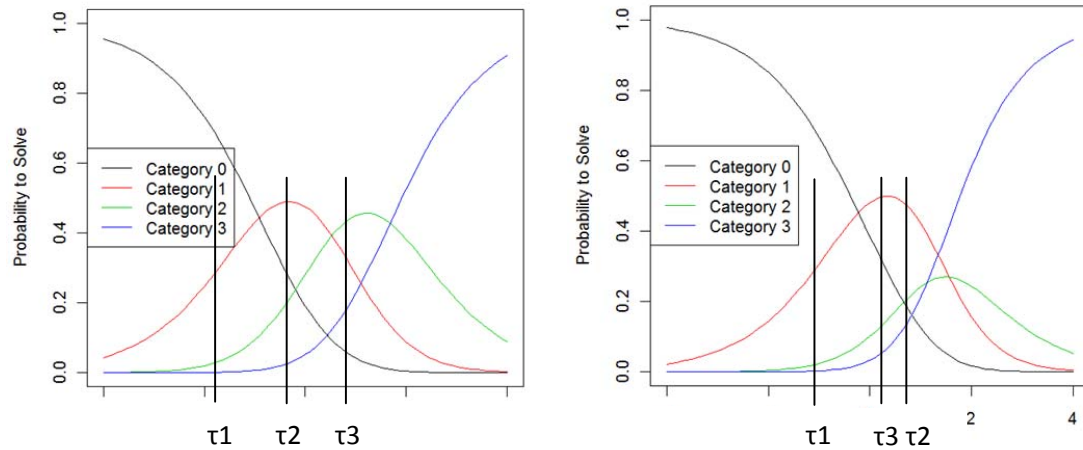 Probability to Solve
1.0
0.8
0.6
0.4
0.2
0.0
Category 0
Category 1
Category 2
Category 3
τ1 τ2 τ3
Probability to Solve
1.0
0.8
0.6
0.4
0.2
0.0
Category 0
Category 1
Category 2
Category 3
2 4
τ1 τ3 τ2